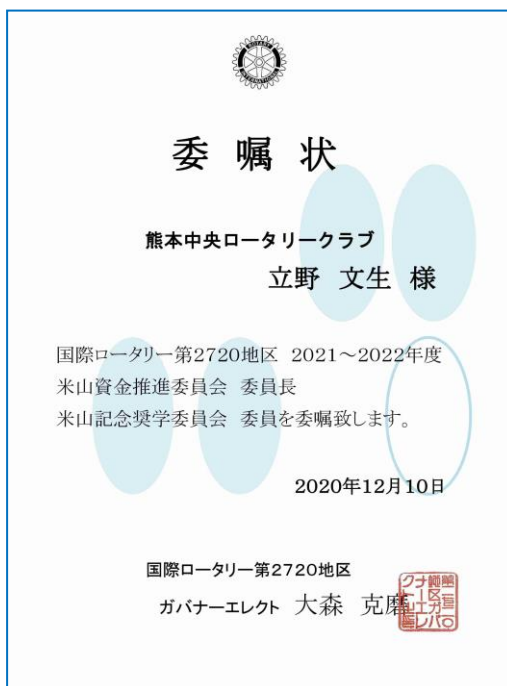 ROTARY INTERNATIONAL
委嘱状
熊本中央ロータリークラブ
立野 文生 様
国際ロータリー第2720地区 2021～2022年度
米山資金推進委員会 委員長
米山記念奨学委員会 委員を委嘱致します。
2020年12月10日
国際ロータリー第2720地区
ガバナーエレクト 大森 克磨